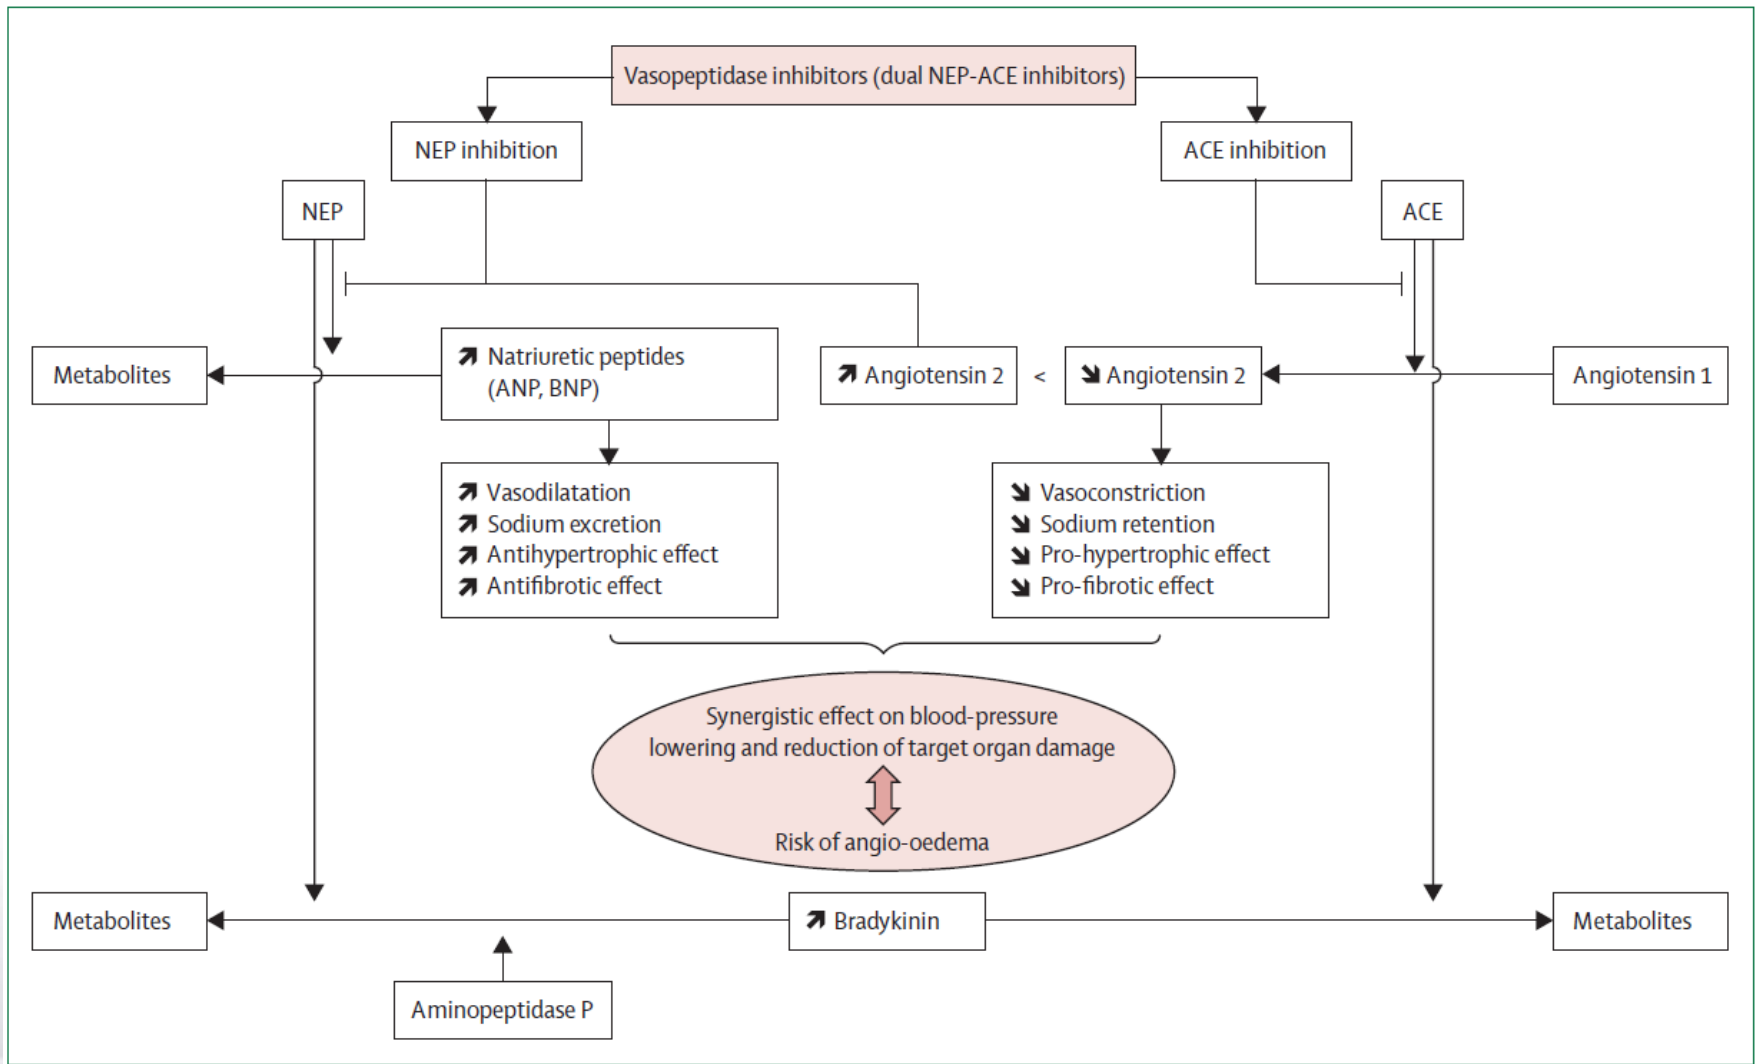 Vasopeptidase inhibitors (dual NEP-ACE inhibitors)
NEP inhibition
ACE inhibition
NEP
ACE
Metabolites
Natriuretic peptides
(ANP, BNP)
Angiotensin 2
<
Angiotensin 2
Angiotensin 1
Vasodilatation
Sodium excretion
Antihypertrophic effect
Antifibrotic effect
Vasoconstriction
Sodium retention
Pro-hypertrophic effect
Pro-fibrotic effect
Synergistic effect on blood-pressure
lowering and reduction of target organ damage
Risk of angio-oedema
Metabolites
Bradykinin
Metabolites
Aminopeptidase P